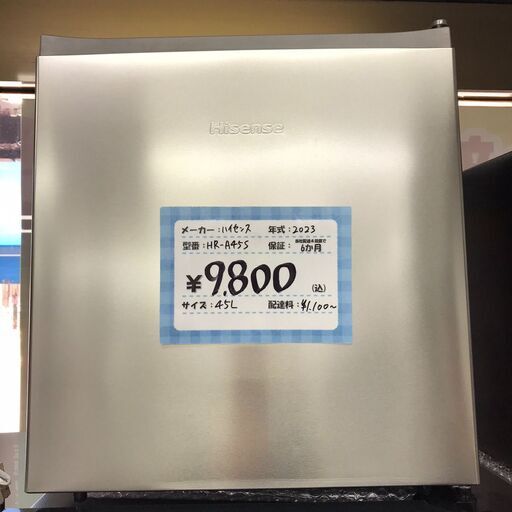 Hisense
メーカー:ハイセンス 年式:2023
型番:HR-A45S 保証:6か月
¥9,800(込)
サイズ:45L 配達料:¥1,100~